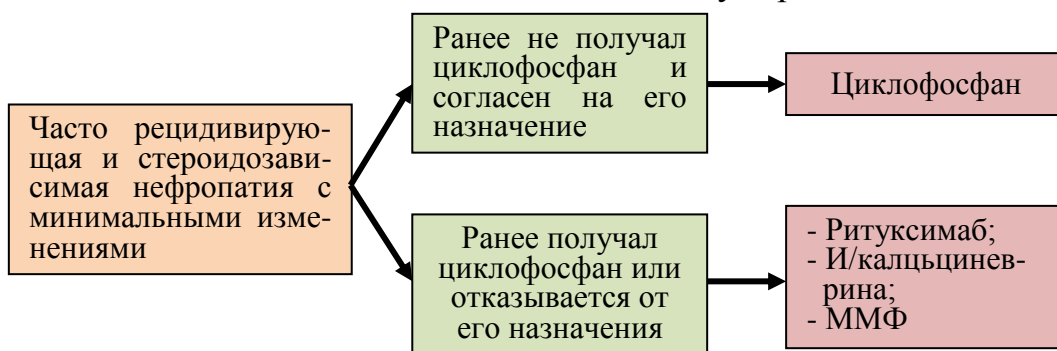 Ранее не получал
циклофосфан и
согласен на его
назначение
Циклофосфан
Часто рецидивирую-
щая и стероидозави-
симая нефропатия с
минимальными изме-
нениями
Ранее получал
циклофосфан или
отказывается от
его назначения
- Ритуксимаб;
- И/калцьцинев-
рина;
- ММФ